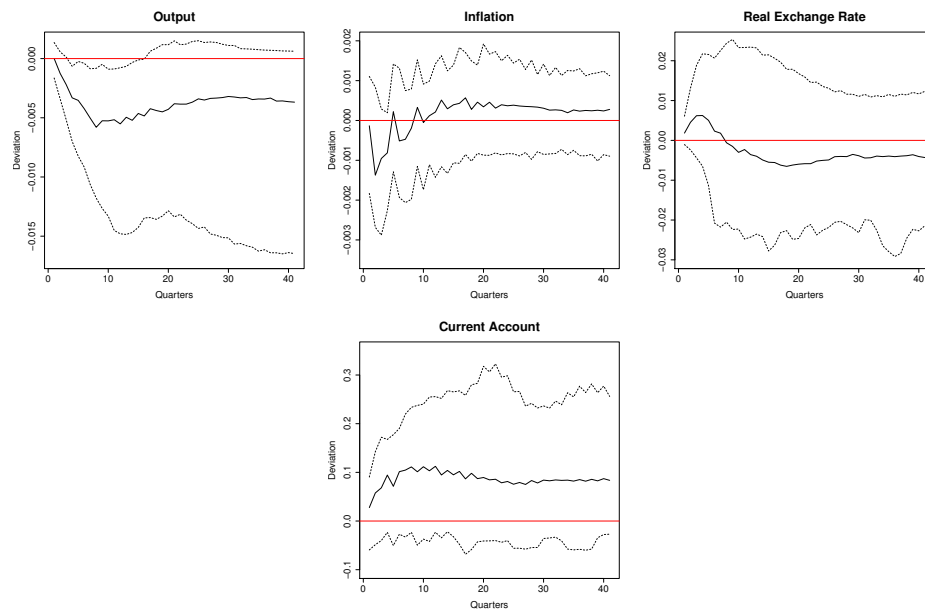 Output
Deviation
0.000
−0.005
−0.010
−0.015
0 10 20 30 40
Quarters
Inflation
Deviation
0.002
0.001
0.000
−0.001
−0.002
−0.003
0 10 20 30 40
Quarters
Real Exchange Rate
Deviation
0.02
0.01
0.00
−0.01
−0.02
−0.03
0 10 20 30 40
Quarters
Current Account
Deviation
0.3
0.2
0.1
0.0
−0.1
0 10 20 30 40
Quarters